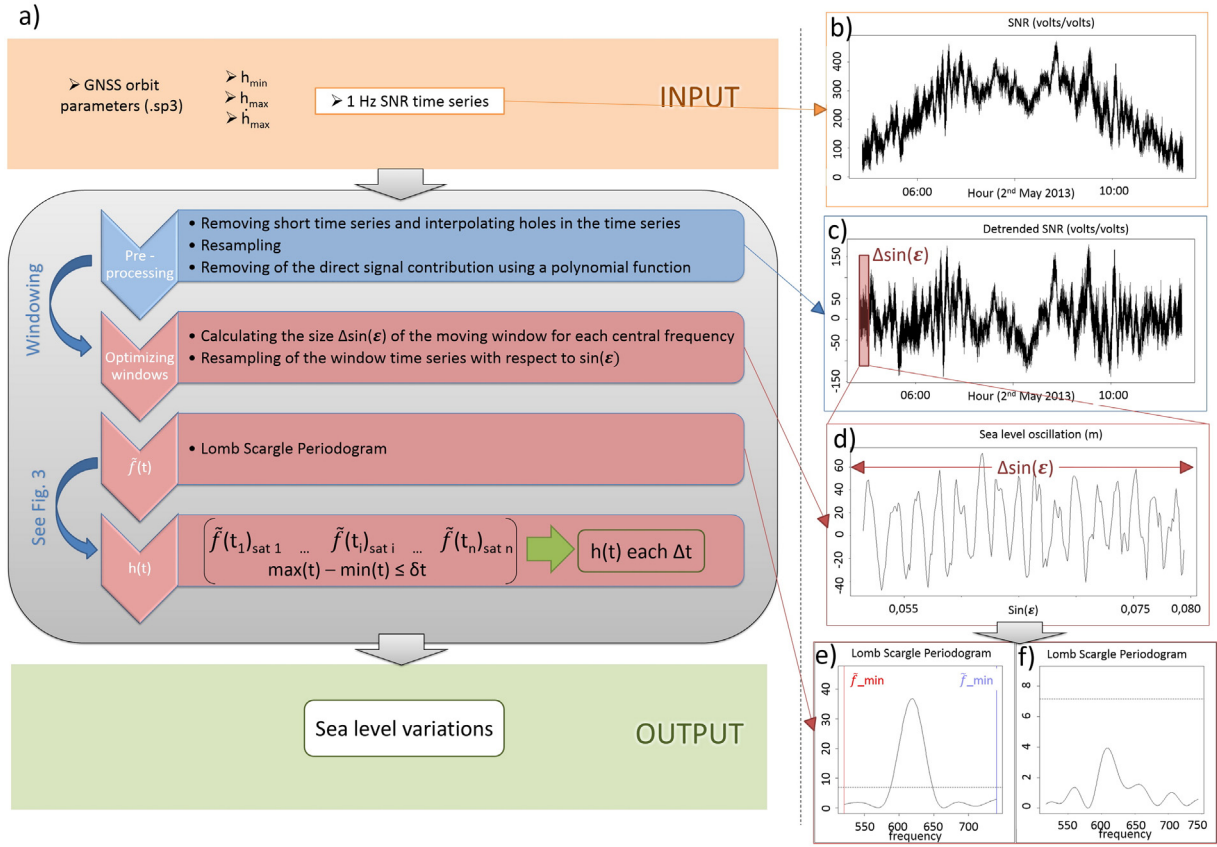 a)
➢ GNSS orbit
parameters (.sp3)
➢ h_min
➢ h_max
➢ ḣ_max
➢ 1 Hz SNR time series
INPUT
Windowing
Pre -
processing
• Removing short time series and interpolating holes in the time series
• Resampling
• Removing of the direct signal contribution using a polynomial function
Optimizing
windows
• Calculating the size Δsin(ε) of the moving window for each central frequency
• Resampling of the window time series with respect to sin(ε)
See Fig. 3
f̃(t)
• Lomb Scargle Periodogram
h(t)
f̃(t₁)sat 1 ... f̃(tᵢ)sat i ... f̃(tₙ)sat n
max(t) − min(t) ≤ δt
h(t) each Δt
Sea level variations
OUTPUT
b)
SNR (volts/volts)
400
300
200
100
0
06:00
10:00
Hour (2nd May 2013)
c)
Detrended SNR (volts/volts)
Δsin(ε)
150
50
0
-50
-150
06:00
10:00
Hour (2nd May 2013)
d)
Sea level oscillation (m)
Δsin(ε)
60
40
20
0
-20
-40
0,055
0,075
0,080
Sin(ε)
e)
Lomb Scargle Periodogram
f̃_min
f̃_min
40
30
20
10
0
550
600
650
700
frequency
f)
Lomb Scargle Periodogram
8
6
4
2
0
550
600
650
700
750
frequency